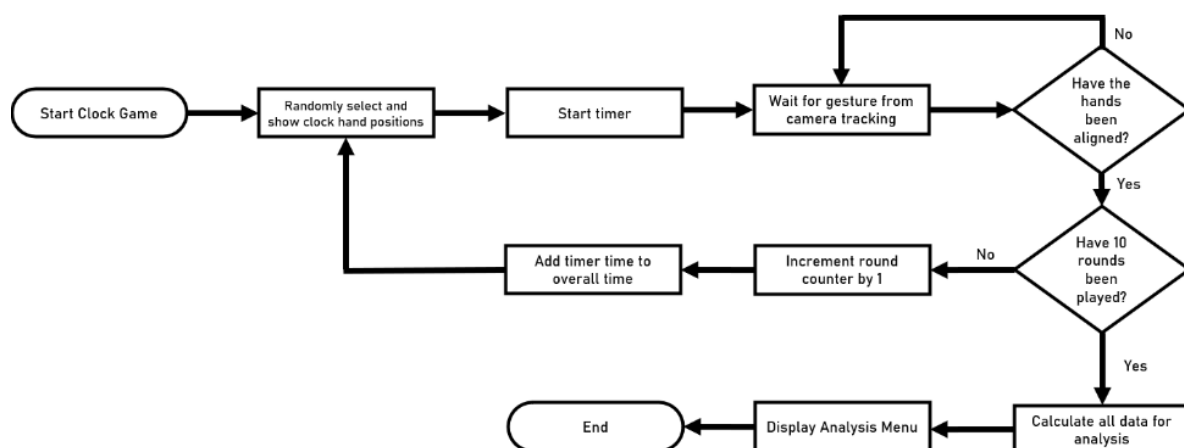 No
Start Clock Game
Randomly select and
show clock hand positions
Start timer
Wait for gesture from
camera tracking
Have the
hands
been
aligned?
Yes
Add timer time to
overall time
Increment round
counter by 1
No
Have 10
rounds
been
played?
Yes
End
Display Analysis Menu
Calculate all data for
analysis